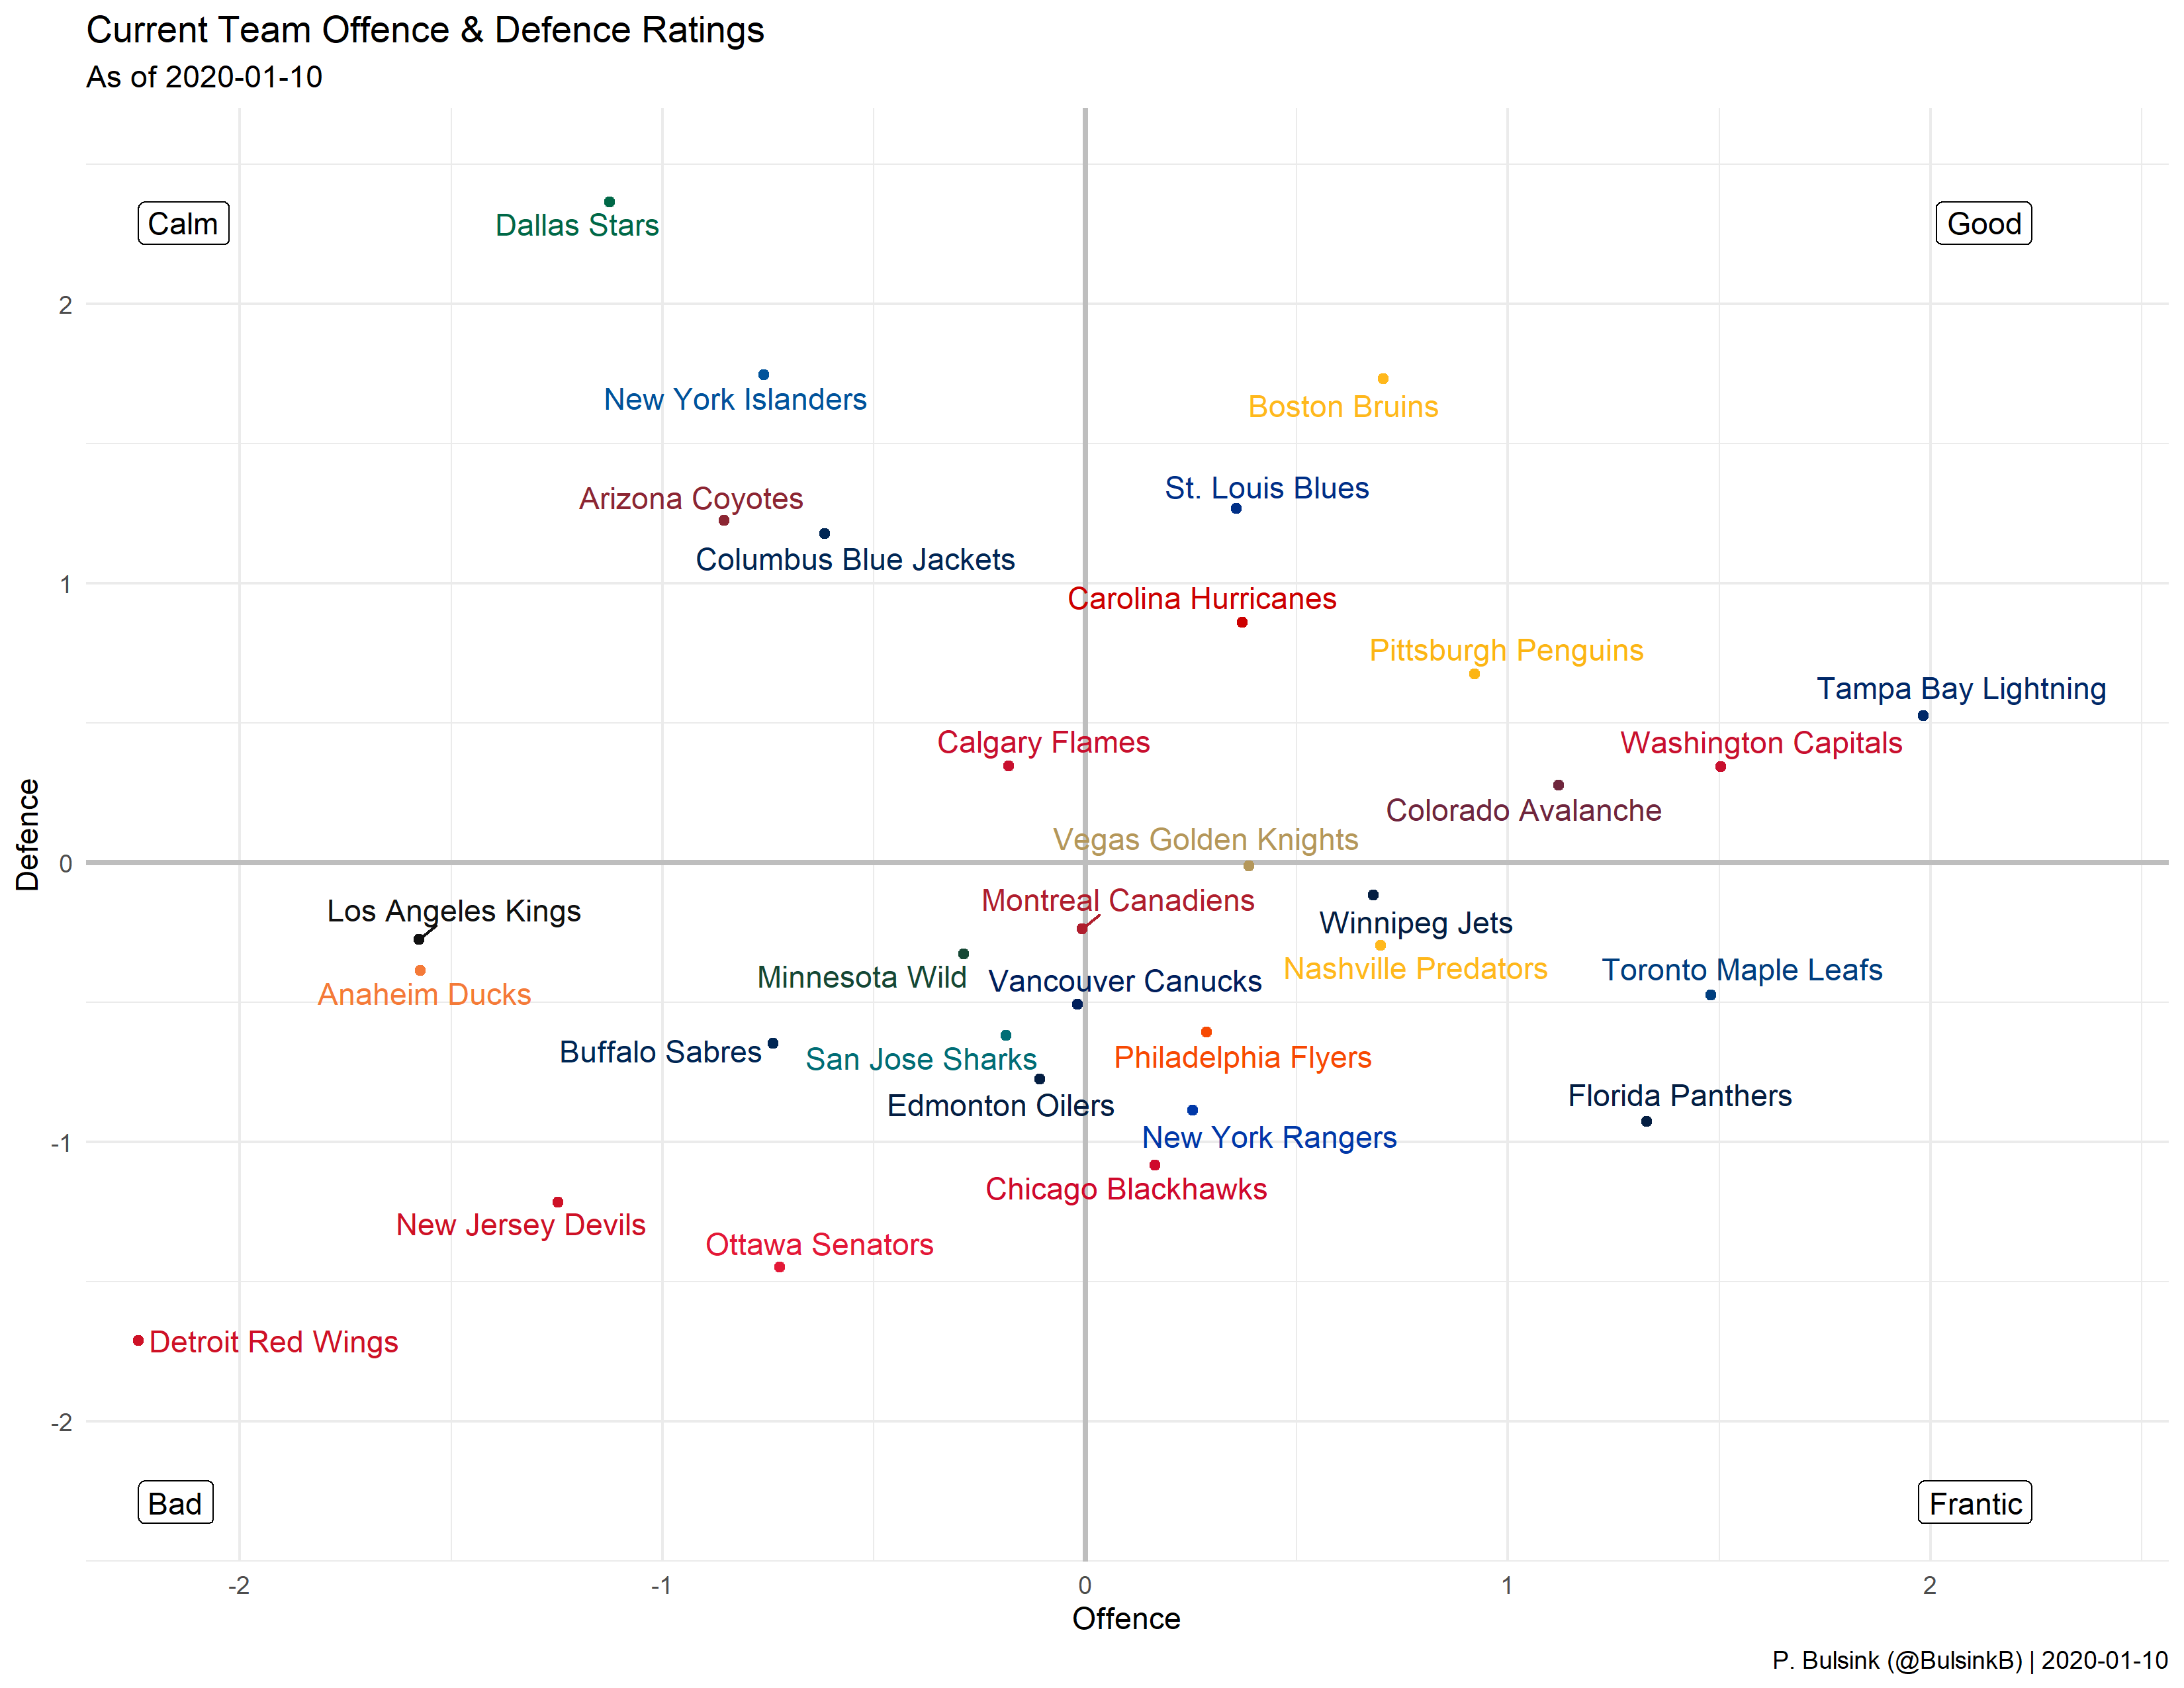 Current Team Offence & Defence Ratings
As of 2020-01-10
Calm
Dallas Stars
Good
2
New York Islanders
Boston Bruins
St. Louis Blues
Arizona Coyotes
Columbus Blue Jackets
1
Carolina Hurricanes
Pittsburgh Penguins
Tampa Bay Lightning
Calgary Flames
Washington Capitals
Colorado Avalanche
Vegas Golden Knights
Defence
0
Montreal Canadiens
Los Angeles Kings
Winnipeg Jets
Nashville Predators
Toronto Maple Leafs
Minnesota Wild
Vancouver Canucks
Anaheim Ducks
Buffalo Sabres
San Jose Sharks
Philadelphia Flyers
Florida Panthers
Edmonton Oilers
New York Rangers
-1
Chicago Blackhawks
New Jersey Devils
Ottawa Senators
Detroit Red Wings
-2
Bad
Frantic
-2
-1
0
1
2
Offence
P. Bulsink (@BulsinkB) | 2020-01-10